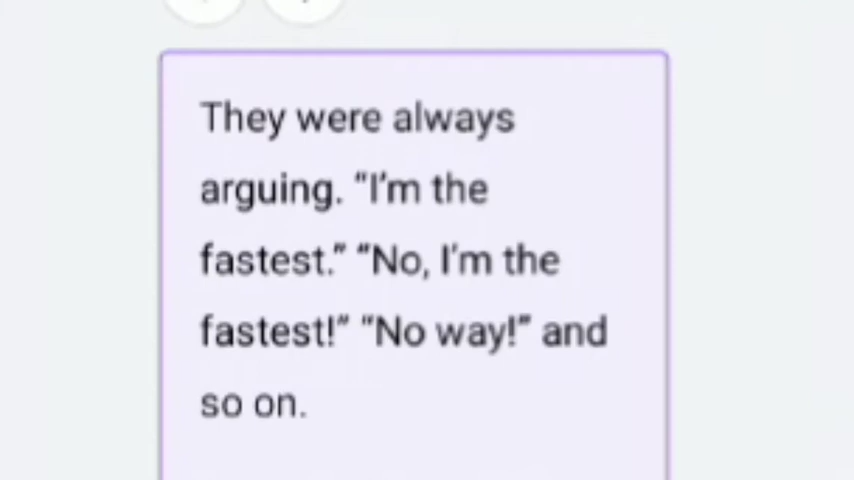 They were always
arguing. “I’m the
fastest.” “No, I’m the
fastest!” “No way!” and
so on.